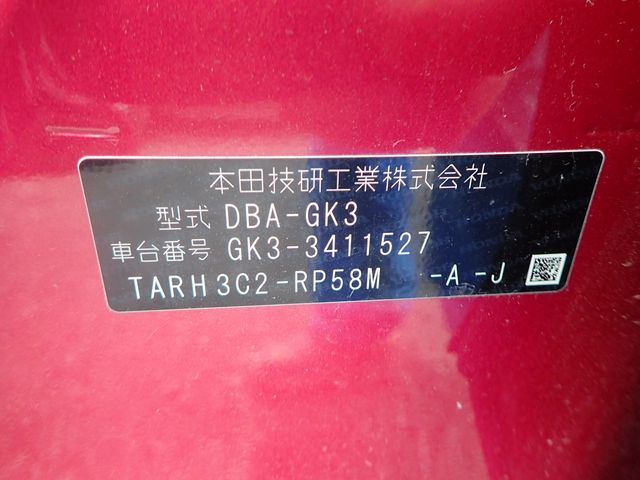 本田技研工業株式会社
型式 DBA-GK3
車台番号 GK3-3411527
TARH3C2-RP58M -A -J